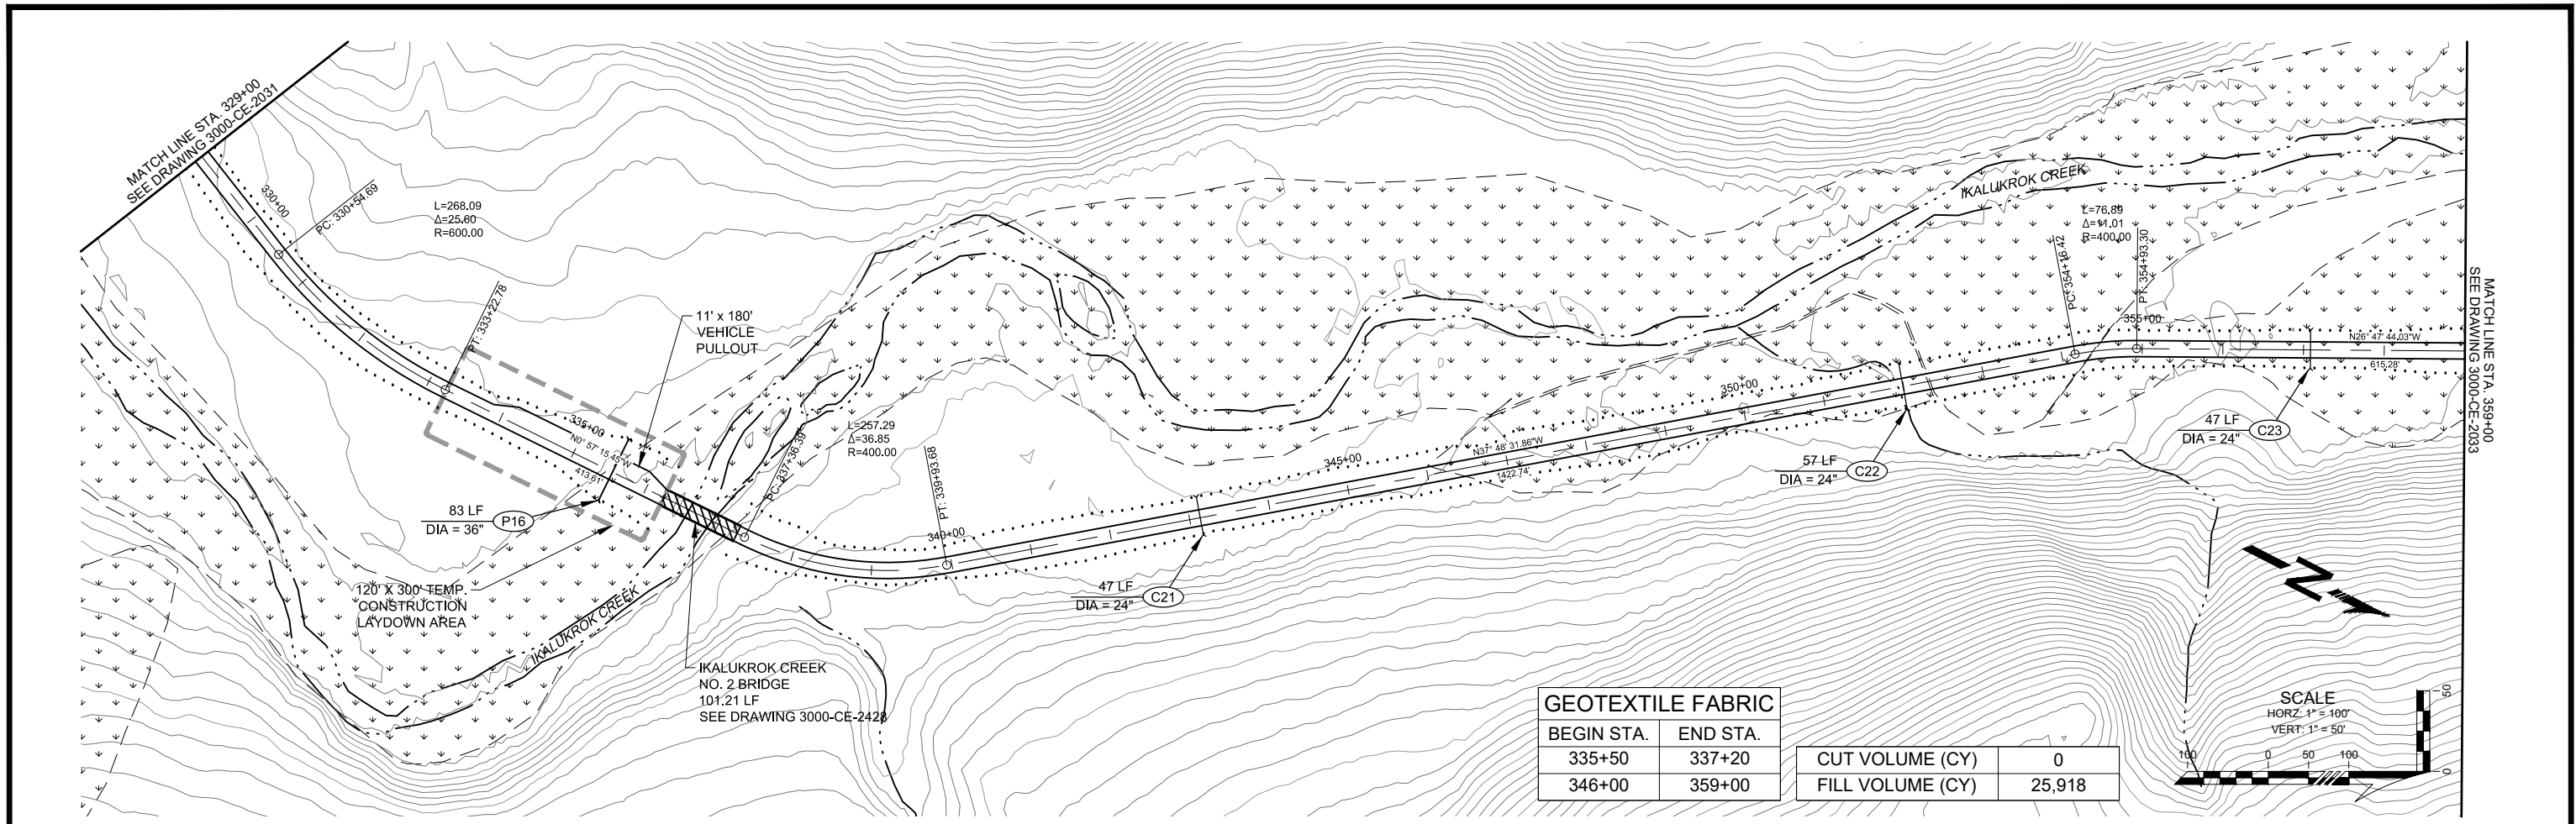 MATCH LINE STA. 329+00
SEE DRAWING 3000-CE-2031
330+00
PC: 330+54.69
L=268.09
Δ=25.60
R=600.00
PT: 333+22.78
11' x 180'
VEHICLE
PULLOUT
335+00
N0° 57' 15.45"W
413.61'
83 LF
DIA = 36"
P16
120' X 300' TEMP.
CONSTRUCTION
LAYDOWN AREA
IKALUKROK CREEK
IKALUKROK CREEK
NO. 2 BRIDGE
101.21 LF
SEE DRAWING 3000-CE-2428
PC: 337+36.39
L=257.29
Δ=36.85
R=400.00
PT: 339+93.68
340+00
47 LF
DIA = 24"
C21
345+00
N37° 48' 31.86"W
1422.74'
350+00
57 LF
DIA = 24"
C22
IKALUKROK CREEK
L=76.89
Δ=11.01
R=400.00
PC: 354+16.42
PT: 354+93.30
355+00
N26° 47' 44.03"W
615.28'
47 LF
DIA = 24"
C23
MATCH LINE STA. 359+00
SEE DRAWING 3000-CE-2033
N
GEOTEXTILE FABRIC
BEGIN STA. END STA.
335+50 337+20
346+00 359+00
CUT VOLUME (CY) 0
FILL VOLUME (CY) 25,918
SCALE
HORZ: 1" = 100'
VERT: 1" = 50'
100 0 50 100
50
0